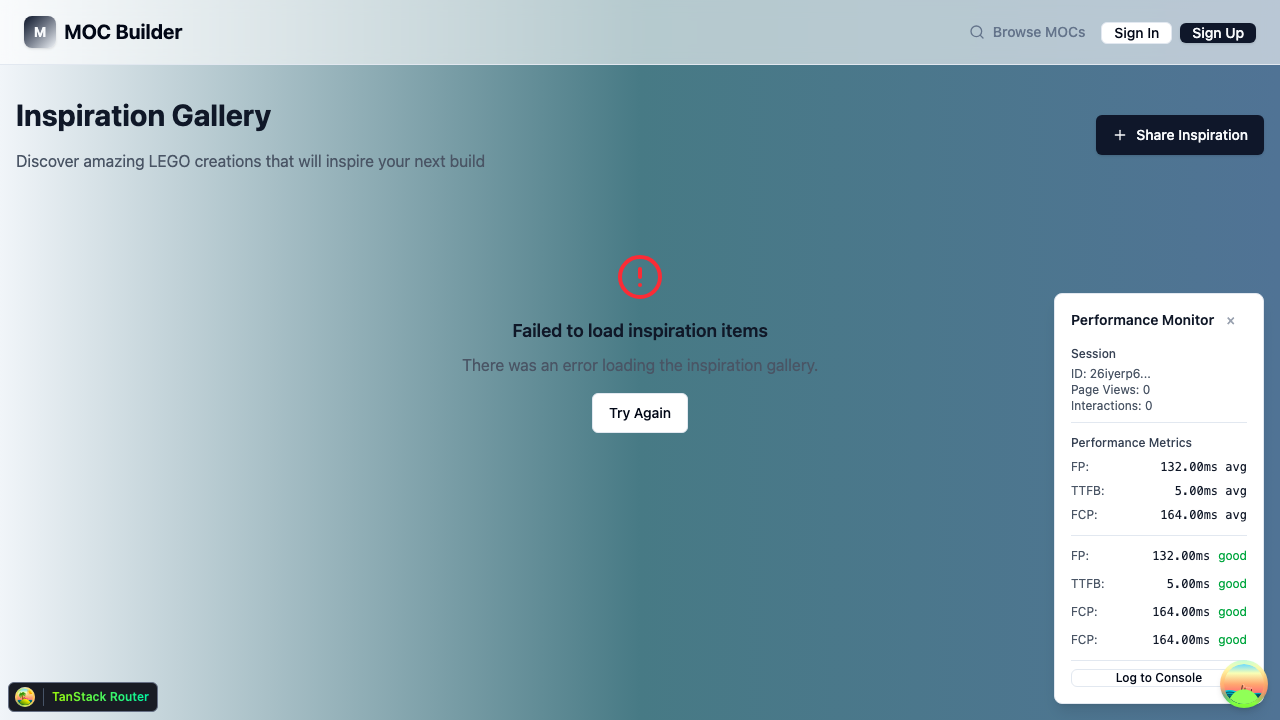 M MOC Builder
Browse MOCs
Sign In
Sign Up
Inspiration Gallery
Discover amazing LEGO creations that will inspire your next build
Share Inspiration
Failed to load inspiration items
There was an error loading the inspiration gallery.
Try Again
Performance Monitor ×
Session
ID: 26iyerp6...
Page Views: 0
Interactions: 0
Performance Metrics
FP: 132.00ms avg
TTFB: 5.00ms avg
FCP: 164.00ms avg
FP: 132.00ms good
TTFB: 5.00ms good
FCP: 164.00ms good
FCP: 164.00ms good
Log to Console
TanStack Router